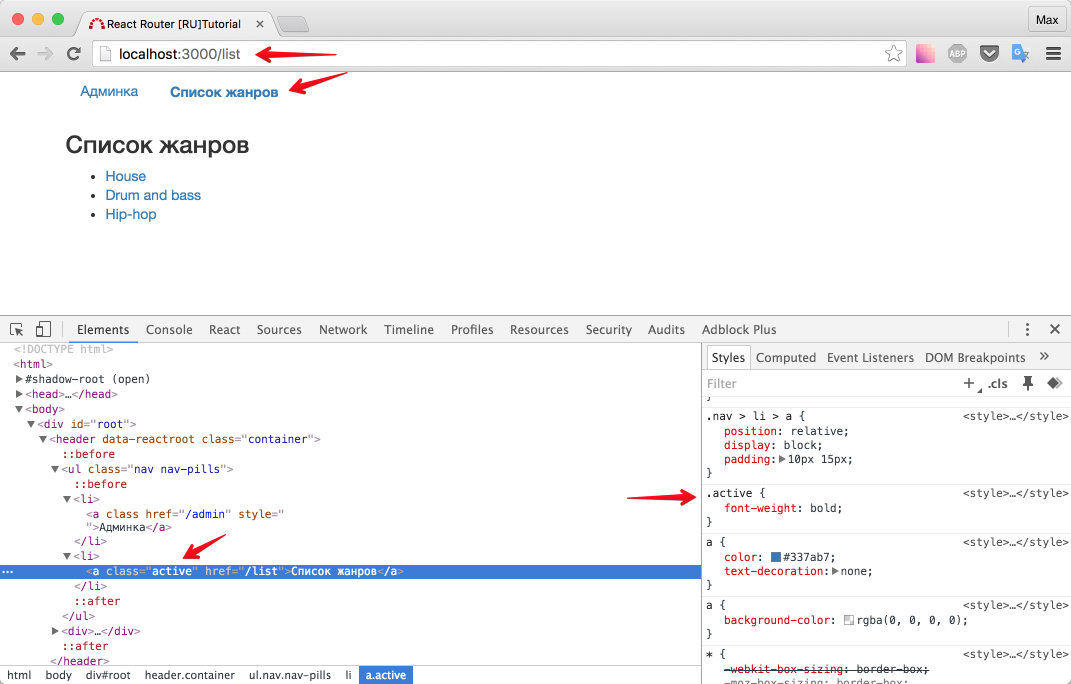 React Router [RU]Tutorial
Max
localhost:3000/list
ABP
G
Админка Список жанров
Список жанров
• House
• Drum and bass
• Hip-hop
Elements Console React Sources Network Timeline Profiles Resources Security Audits Adblock Plus
<!DOCTYPE html>
<html>
▶#shadow-root (open)
▶<head>…</head>
▼<body>
▼<div id="root">
▼<header data-reactroot class="container">
::before
▼<ul class="nav nav-pills">
::before
▼<li>
<a class href="/admin" style="
">Админка</a>
</li>
▼<li>
… <a class="active" href="/list">Список жанров</a>
</li>
::after
</ul>
▶<div>…</div>
::after
</header>
html body div#root header.container ul.nav.nav-pills li a.active
Styles Computed Event Listeners DOM Breakpoints »
Filter + .cls
}
.nav > li > a { <style>…</style>
position: relative;
display: block;
padding:▶10px 15px;
}
.active { <style>…</style>
font-weight: bold;
}
a { <style>…</style>
color: #337ab7;
text-decoration:▶none;
}
a { <style>…</style>
background-color: rgba(0, 0, 0, 0);
}
* { <style>…</style>
-webkit-box-sizing: border-box;
-moz-box-sizing: border-box;